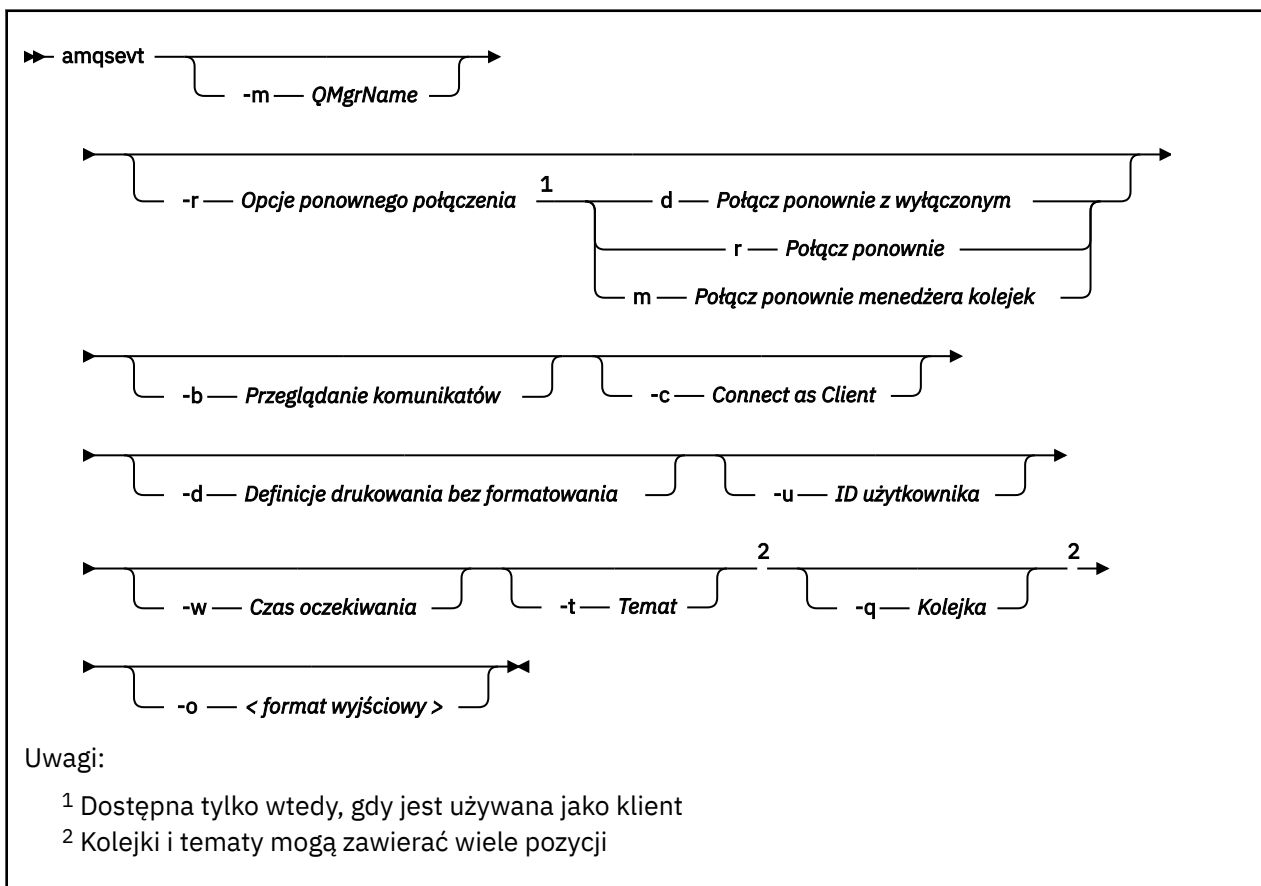 amqsevt
-m QMgrName
-r Opcje ponownego połączenia 1 d Połącz ponownie z wyłączonym
r Połącz ponownie
m Połącz ponownie menedżera kolejek
-b Przeglądanie komunikatów -c Connect as Client
-d Definicje drukowania bez formatowania -u ID użytkownika
-w Czas oczekiwania -t Temat 2 -q Kolejka 2
-o < format wyjściowy >
Uwagi:
1 Dostępna tylko wtedy, gdy jest używana jako klient
2 Kolejki i tematy mogą zawierać wiele pozycji